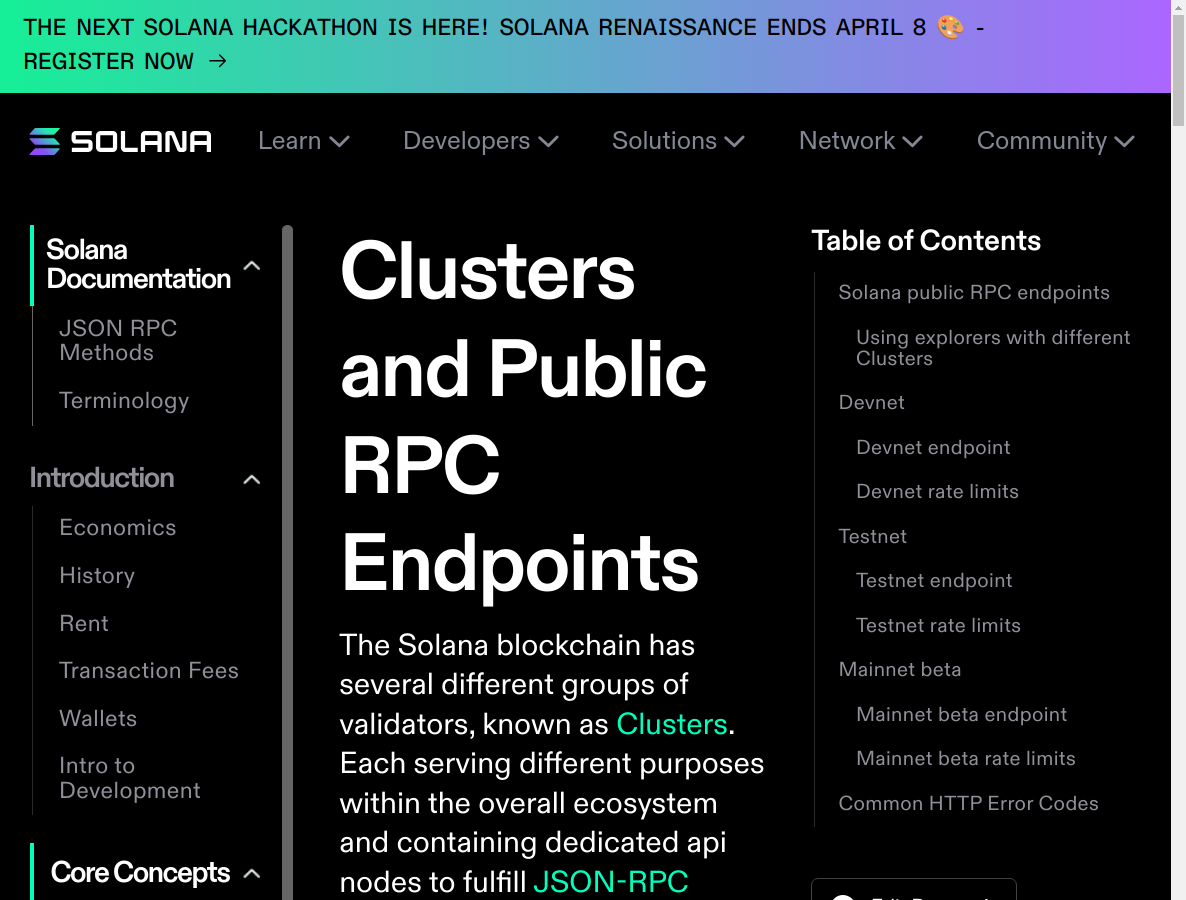 THE NEXT SOLANA HACKATHON IS HERE! SOLANA RENAISSANCE ENDS APRIL 8 🎨 -
REGISTER NOW →
SOLANA
Learn
Developers
Solutions
Network
Community
Solana
Documentation
JSON RPC
Methods
Terminology
Introduction
Economics
History
Rent
Transaction Fees
Wallets
Intro to
Development
Core Concepts
Clusters
and Public
RPC
Endpoints
The Solana blockchain has
several different groups of
validators, known as Clusters.
Each serving different purposes
within the overall ecosystem
and containing dedicated api
nodes to fulfill JSON-RPC
Table of Contents
Solana public RPC endpoints
Using explorers with different
Clusters
Devnet
Devnet endpoint
Devnet rate limits
Testnet
Testnet endpoint
Testnet rate limits
Mainnet beta
Mainnet beta endpoint
Mainnet beta rate limits
Common HTTP Error Codes